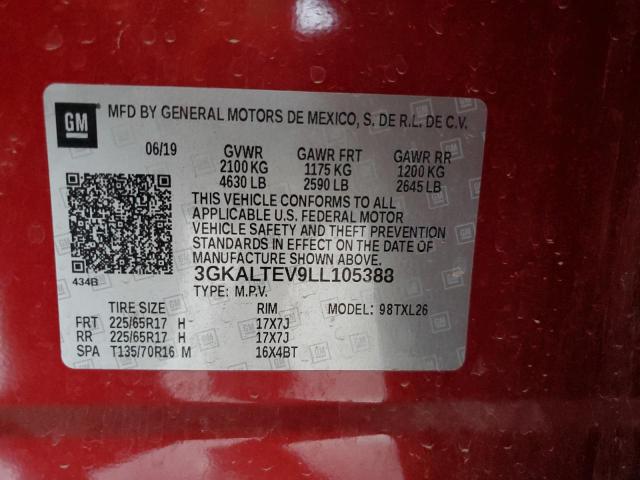 GM
MFD BY GENERAL MOTORS DE MEXICO, S. DE R.L. DE C.V.
06/19 GVWR GAWR FRT GAWR RR
2100 KG 1175 KG 1200 KG
4630 LB 2590 LB 2645 LB
THIS VEHICLE CONFORMS TO ALL
APPLICABLE U.S. FEDERAL MOTOR
VEHICLE SAFETY AND THEFT PREVENTION
STANDARDS IN EFFECT ON THE DATE OF
MANUFACTURE SHOWN ABOVE.
434B
3GKALTEV9LL105388
TYPE: M.P.V.
TIRE SIZE RIM MODEL: 98TXL26
FRT 225/65R17 H 17X7J
RR 225/65R17 H 17X7J
SPA T135/70R16 M 16X4BT